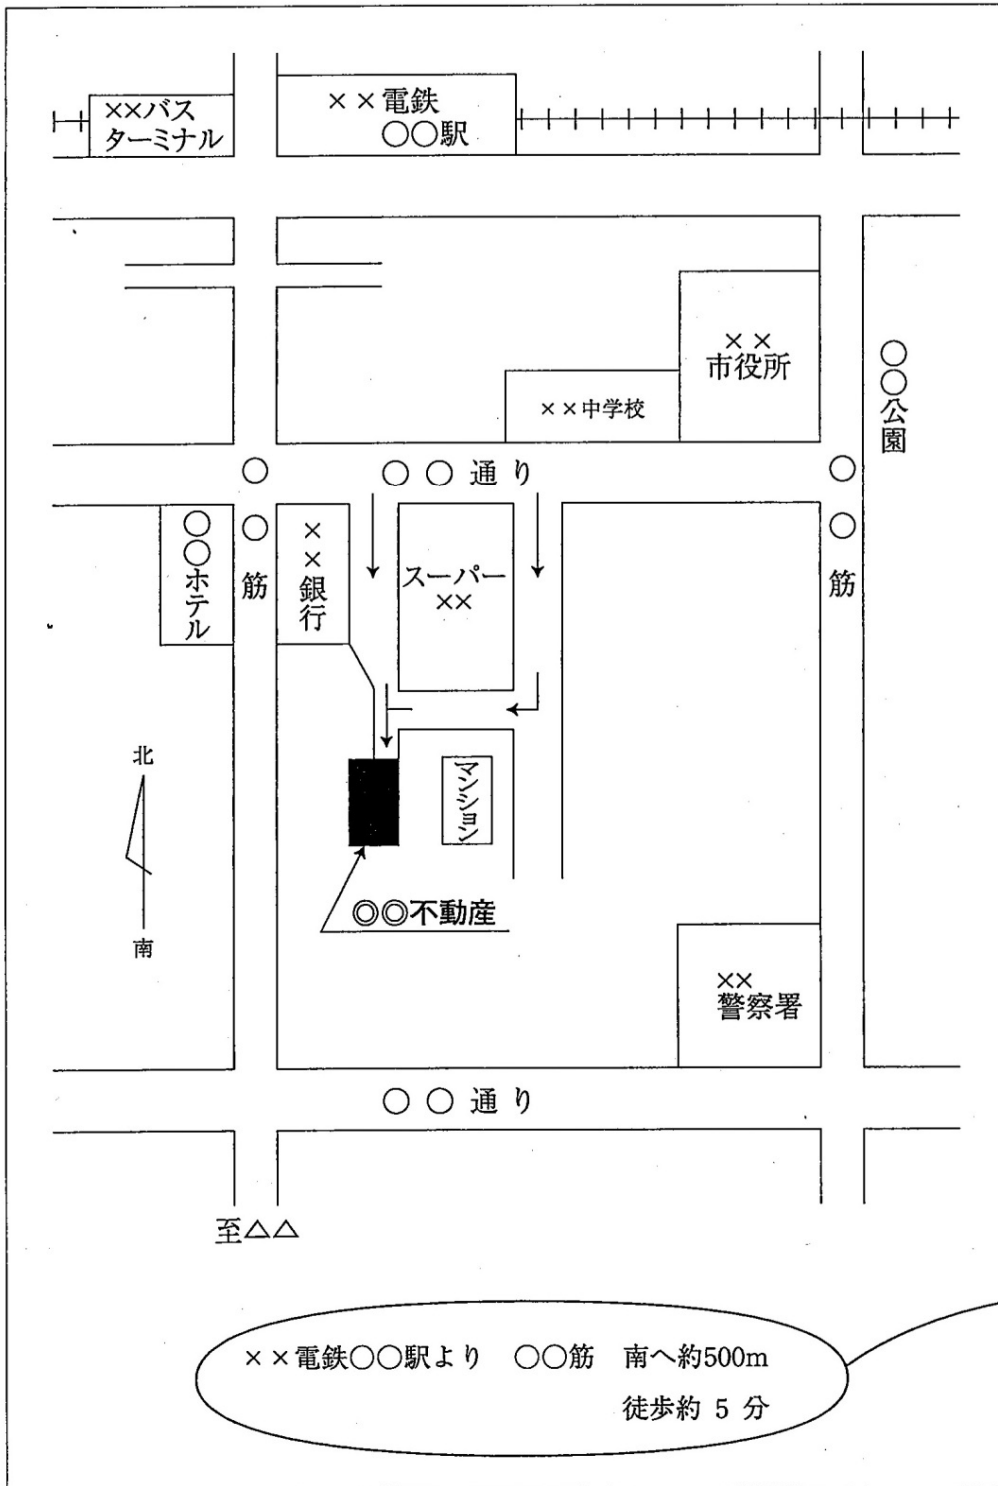 ××バス
ターミナル
××電鉄
○○駅
××
市役所
××中学校
○○公園
○○通り
○○筋
○○筋
○○ホテル
××銀行
スーパー
××
マンション
北
南
◎◎不動産
××
警察署
○○通り
至△△
××電鉄○○駅より ○○筋 南へ約500m
徒歩約 5 分